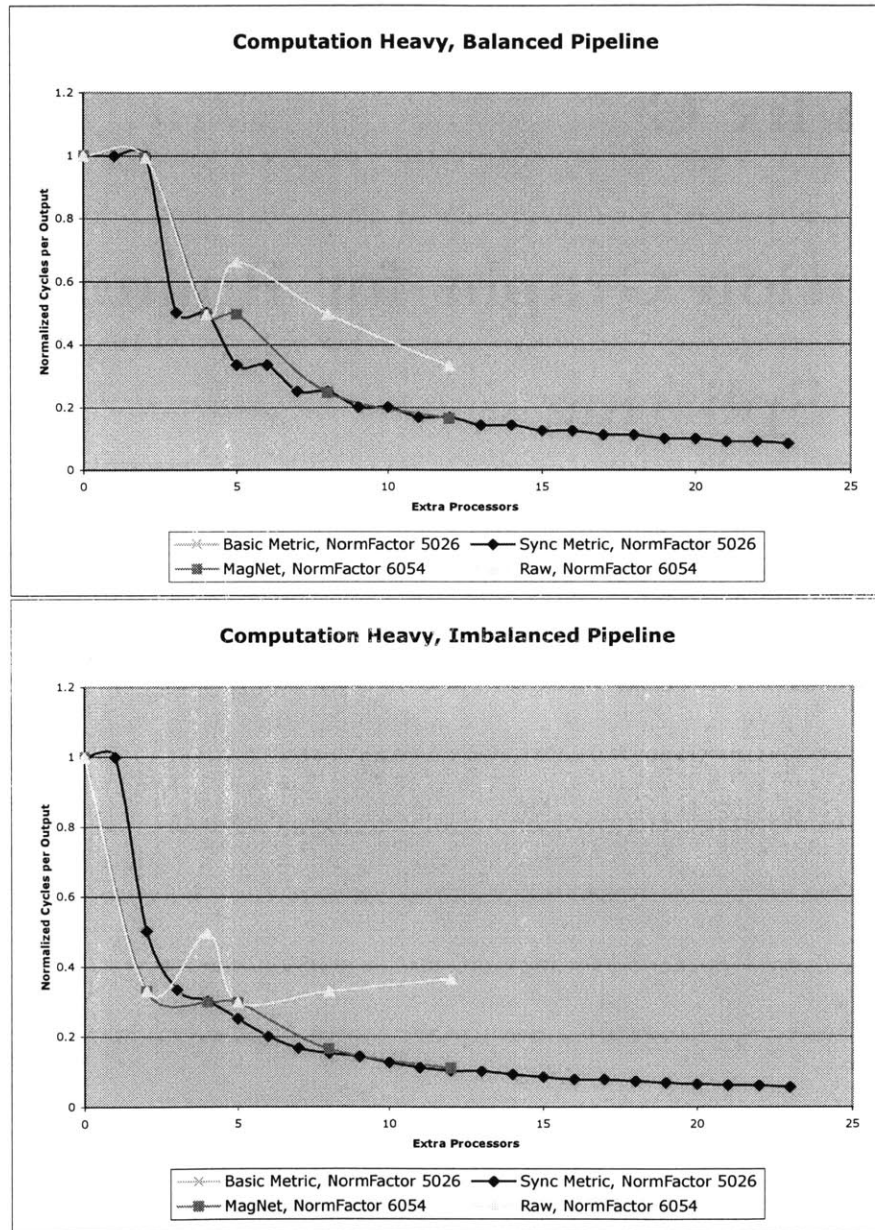 Computation Heavy, Balanced Pipeline
1.2
1
0.8
0.6
0.4
0.2
0
Normalized Cycles per Output
0 5 10 15 20 25
Extra Processors
Basic Metric, NormFactor 5026 Sync Metric, NormFactor 5026
MagNet, NormFactor 6054 Raw, NormFactor 6054
Computation Heavy, Imbalanced Pipeline
1.2
1
0.8
0.6
0.4
0.2
0
Normalized Cycles per Output
0 5 10 15 20 25
Extra Processors
Basic Metric, NormFactor 5026 Sync Metric, NormFactor 5026
MagNet, NormFactor 6054 Raw, NormFactor 6054